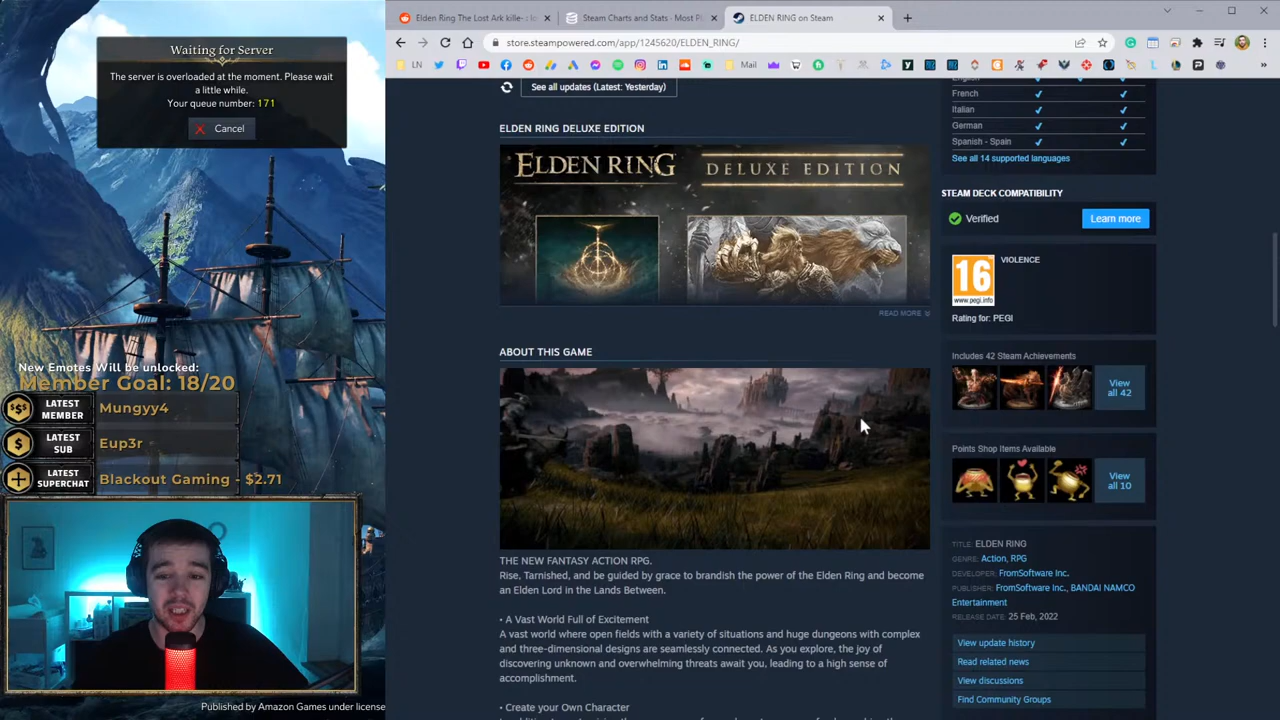 Waiting for Server
The server is overloaded at the moment. Please wait
a little while.
Your queue number: 171
Cancel
New Emotes Will be unlocked:
Member Goal: 18/20
LATEST
MEMBER
Mungyy4
LATEST
SUB
Eup3r
LATEST
SUPERCHAT
Blackout Gaming - $2.71
Published by Amazon Games under license
Elden Ring The Lost Ark kille
Steam Charts and Stats - Most Pl
ELDEN RING on Steam
store.steampowered.com/app/1245620/ELDEN_RING/
LN
Mail
See all updates (Latest: Yesterday)
ELDEN RING DELUXE EDITION
ELDEN RING
DELUXE EDITION
READ MORE
ABOUT THIS GAME
THE NEW FANTASY ACTION RPG.
Rise, Tarnished, and be guided by grace to brandish the power of the Elden Ring and become
an Elden Lord in the Lands Between.
• A Vast World Full of Excitement
A vast world where open fields with a variety of situations and huge dungeons with complex
and three-dimensional designs are seamlessly connected. As you explore, the joy of
discovering unknown and overwhelming threats await you, leading to a high sense of
accomplishment.
• Create your Own Character
English
French
Italian
German
Spanish - Spain
See all 14 supported languages
STEAM DECK COMPATIBILITY
Verified
Learn more
16
www.pegi.info
VIOLENCE
Rating for: PEGI
Includes 42 Steam Achievements
View
all 42
Points Shop Items Available
View
all 10
TITLE: ELDEN RING
GENRE: Action, RPG
DEVELOPER: FromSoftware Inc.
PUBLISHER: FromSoftware Inc., BANDAI NAMCO
Entertainment
RELEASE DATE: 25 Feb, 2022
View update history
Read related news
View discussions
Find Community Groups